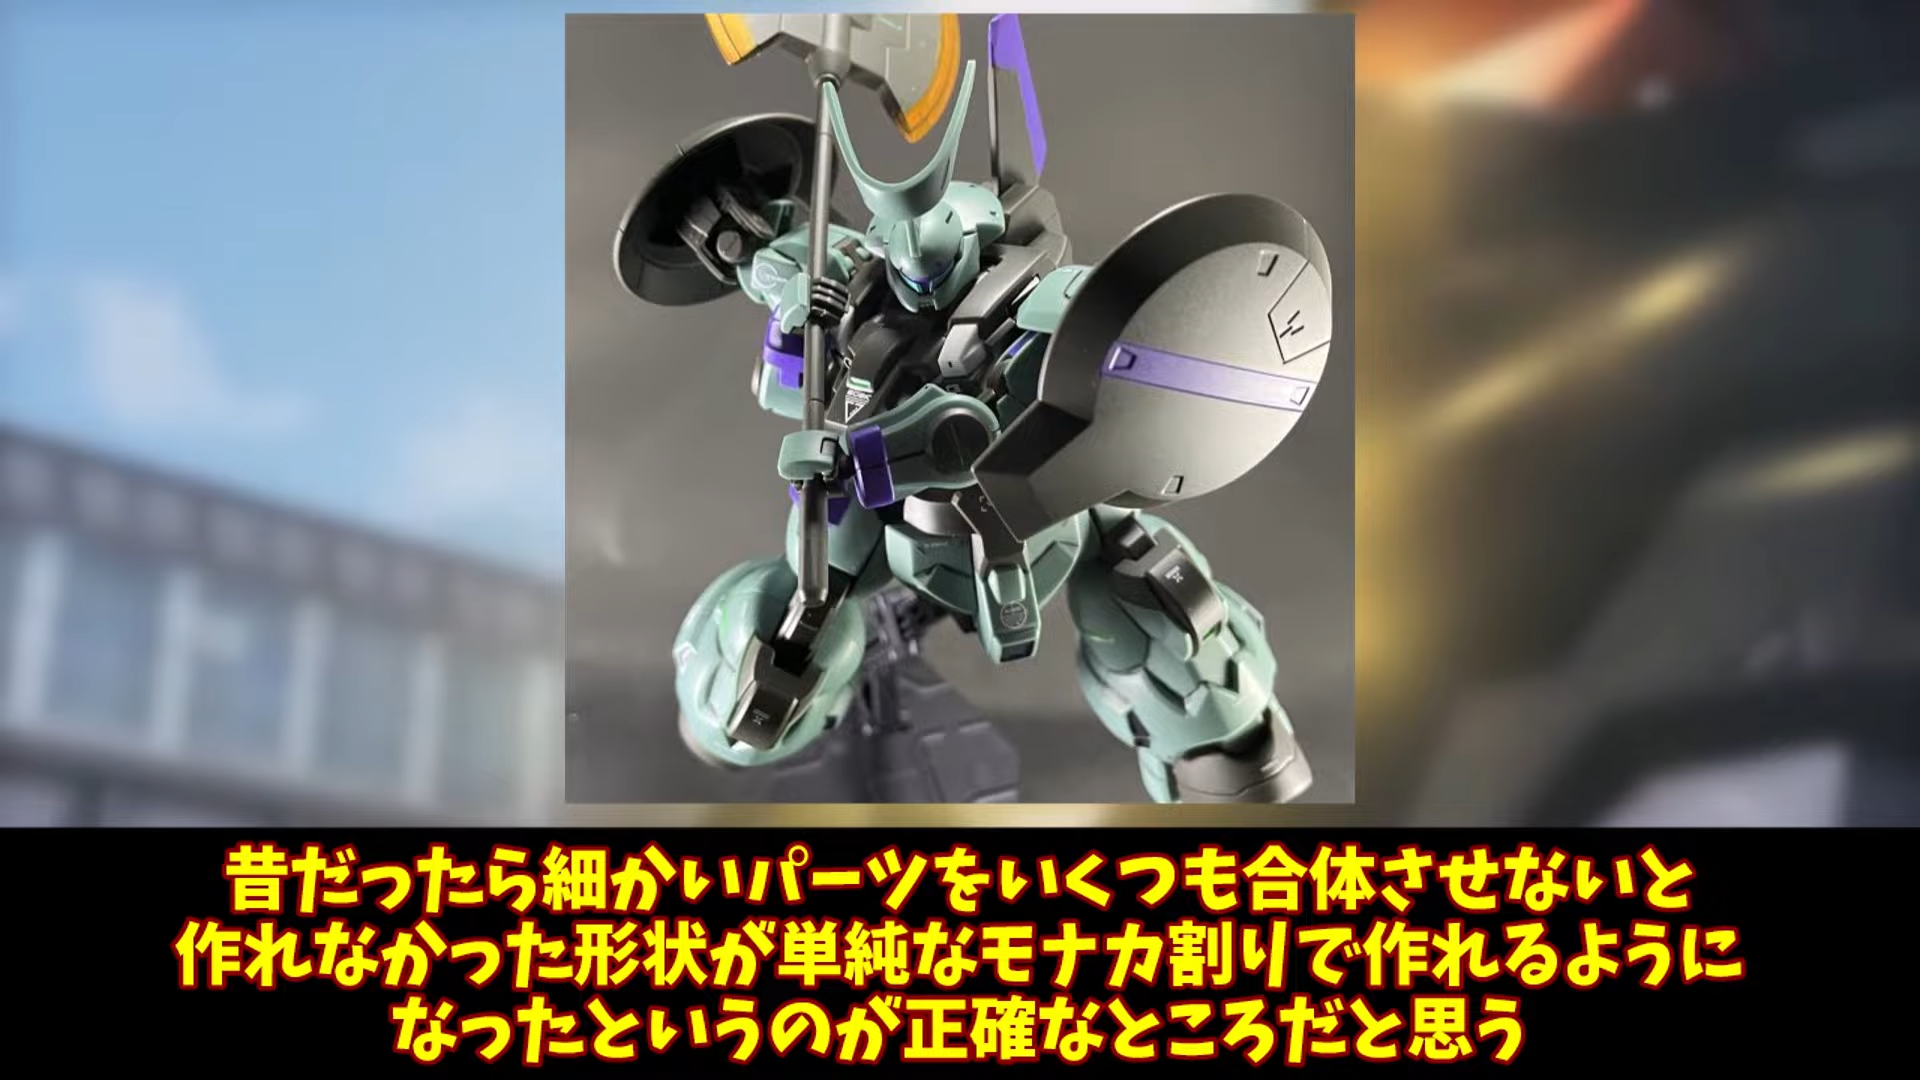 昔だったら細かいパーツをいくつも合体させないと
作れなかった形状が単純なモナカ割りで作れるように
なったというのが正確なところだと思う